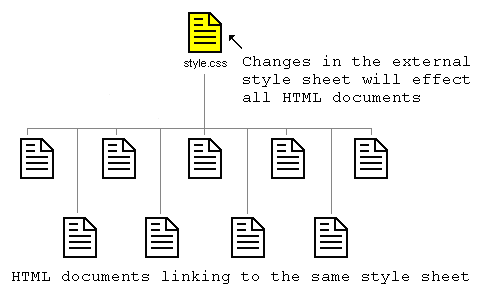 style.css
Changes in the external
style sheet will effect
all HTML documents
HTML documents linking to the same style sheet